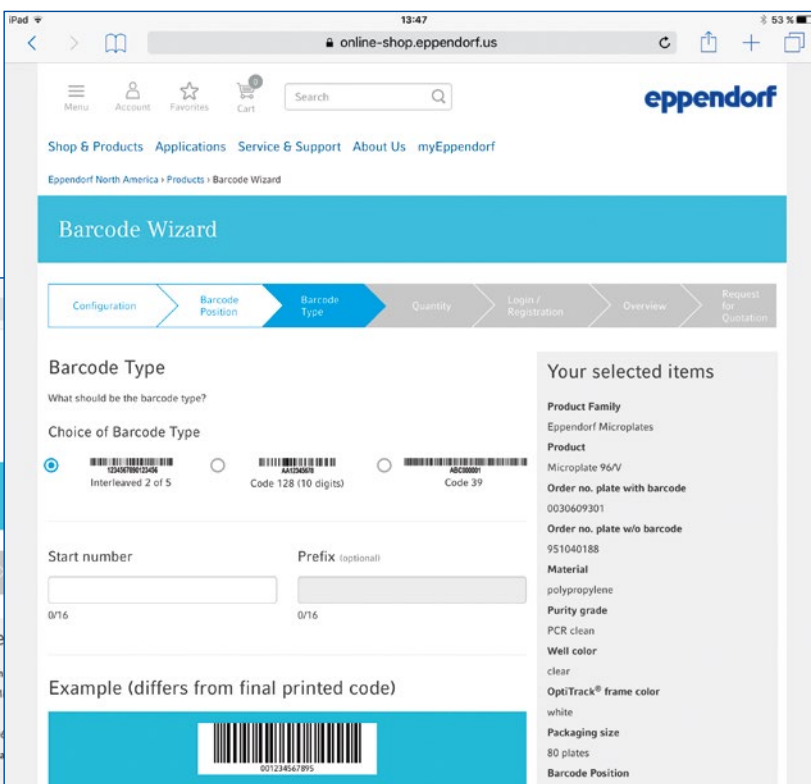 iPad
13:47
53 %
online-shop.eppendorf.us
Menu
Account
Favorites
Cart
0
Search
eppendorf
Shop & Products Applications Service & Support About Us myEppendorf
Eppendorf North America › Products › Barcode Wizard
Barcode Wizard
Configuration
Barcode
Position
Barcode
Type
Quantity
Login /
Registration
Overview
Request
for
Quotation
Barcode Type
What should be the barcode type?
Choice of Barcode Type
1234567890123456
Interleaved 2 of 5
AA12345678
Code 128 (10 digits)
ABC000001
Code 39
Start number
0/16
Prefix (optional)
0/16
Example (differs from final printed code)
001234567895
Your selected items
Product Family
Eppendorf Microplates
Product
Microplate 96/V
Order no. plate with barcode
0030609301
Order no. plate w/o barcode
951040188
Material
polypropylene
Purity grade
PCR clean
Well color
clear
OptiTrack® frame color
white
Packaging size
80 plates
Barcode Position